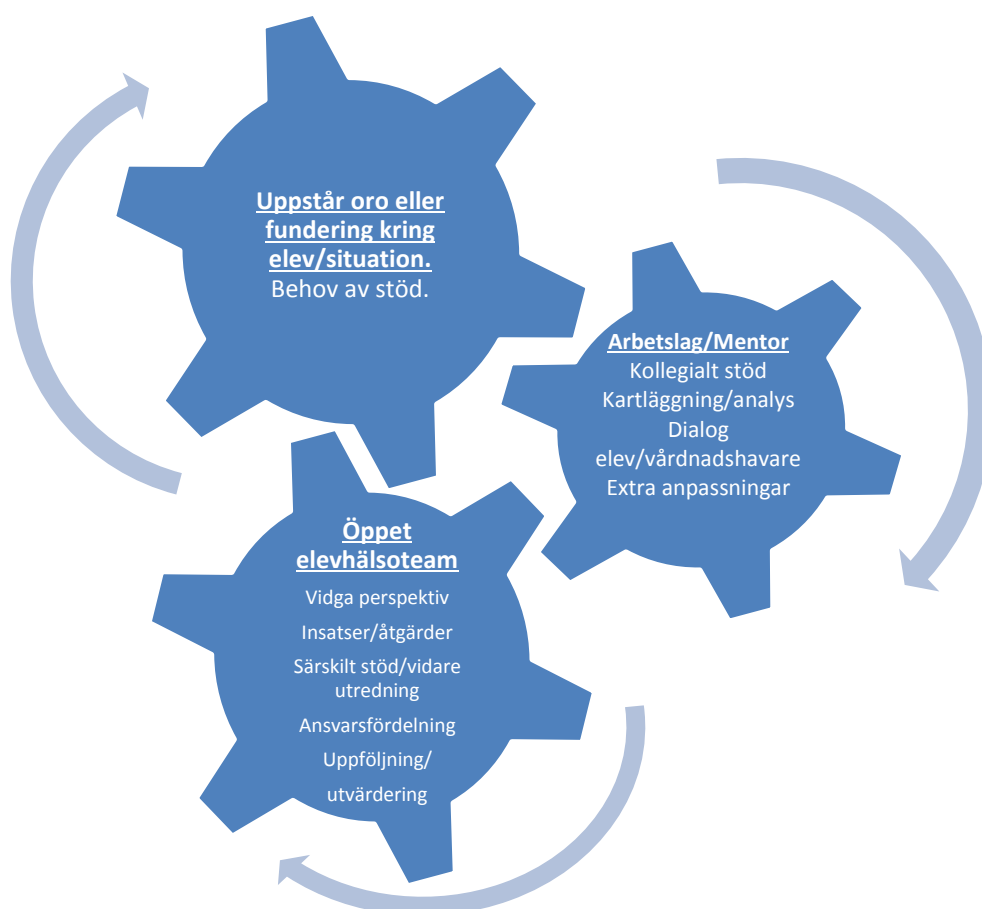 Uppstår oro eller
fundering kring
elev/situation.
Behov av stöd.
Arbetslag/Mentor
Kollegialt stöd
Kartläggning/analys
Dialog
elev/vårdnadshavare
Extra anpassningar
Öppet
elevhälsoteam
Vidga perspektiv
Insatser/åtgärder
Särskilt stöd/vidare
utredning
Ansvarsfördelning
Uppföljning/
utvärdering